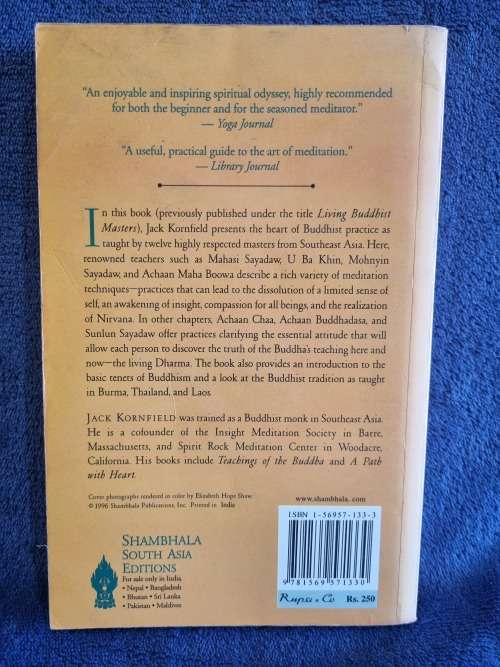 "An enjoyable and inspiring spiritual odyssey, highly recommended
for both the beginner and for the seasoned meditator."
— Yoga Journal
"A useful, practical guide to the art of meditation."
— Library Journal
In this book (previously published under the title Living Buddhist
Masters), Jack Kornfield presents the heart of Buddhist practice as
taught by twelve highly respected masters from Southeast Asia. Here,
renowned teachers such as Mahasi Sayadaw, U Ba Khin, Mohnyin
Sayadaw, and Achaan Maha Boowa describe a rich variety of meditation
techniques—practices that can lead to the dissolution of a limited sense of
self, an awakening of insight, compassion for all beings, and the realization
of Nirvana. In other chapters, Achaan Chaa, Achaan Buddhadasa, and
Sunlun Sayadaw offer practices clarifying the essential attitude that will
allow each person to discover the truth of the Buddha's teaching here and
now—the living Dharma. The book also provides an introduction to the
basic tenets of Buddhism and a look at the Buddhist tradition as taught
in Burma, Thailand, and Laos.
JACK KORNFIELD was trained as a Buddhist monk in Southeast Asia.
He is a cofounder of the Insight Meditation Society in Barre,
Massachusetts, and Spirit Rock Meditation Center in Woodacre,
California. His books include Teachings of the Buddha and A Path
with Heart.
Cover photographs rendered in color by Elizabeth Hope Shaw
© 1996 Shambhala Publications, Inc. Printed in India
www.shambhala.com
ISBN 1-56957-133-3
9 781569 571330
Rupa & Co Rs. 250
SHAMBHALA
SOUTH ASIA
EDITIONS
For sale only in India
• Nepal • Bangladesh
• Bhutan • Sri Lanka
• Pakistan • Maldives